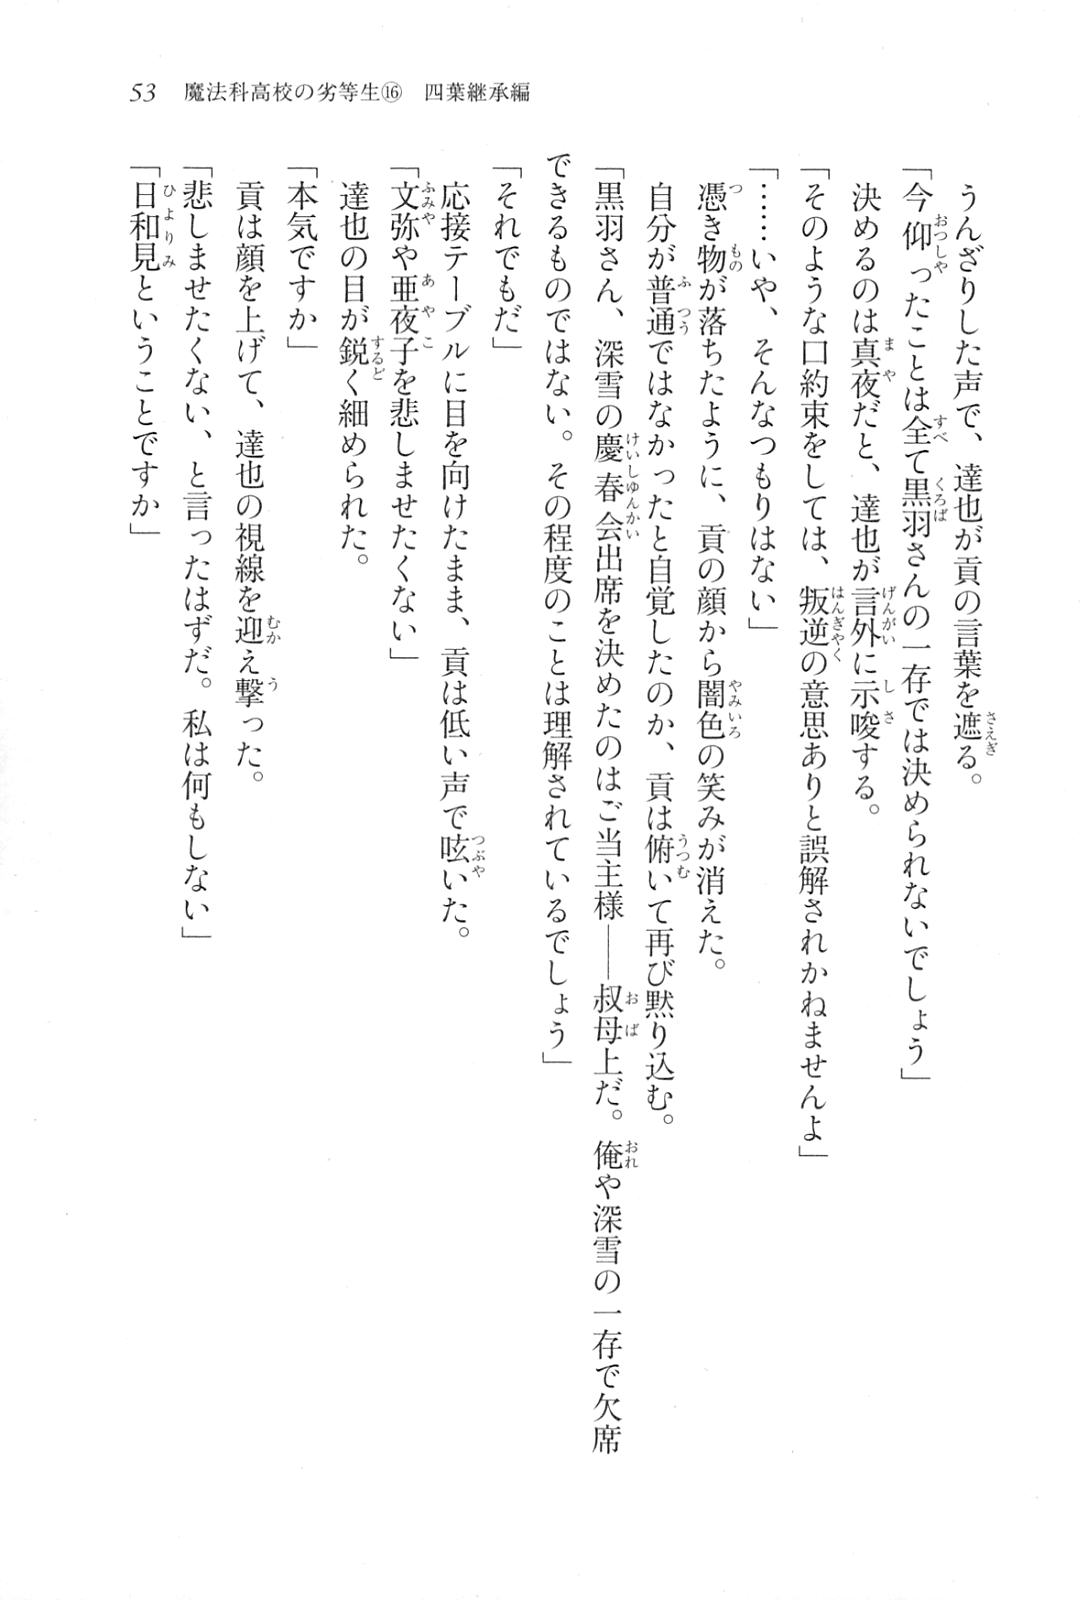 53　魔法科高校の劣等生⑯　四葉継承編
うんざりした声で、達也が貢の言葉を遮る。
「今仰ったことは全て黒羽さんの一存では決められないでしょう」
決めるのは真夜だと、達也が言外に示唆する。
「そのような口約束をしては、叛逆の意思ありと誤解されかねませんよ」
「……いや、そんなつもりはない」
憑き物が落ちたように、貢の顔から闇色の笑みが消えた。
自分が普通ではなかったと自覚したのか、貢は俯いて再び黙り込む。
「黒羽さん、深雪の慶春会出席を決めたのはご当主様――叔母上だ。俺や深雪の一存で欠席
できるものではない。その程度のことは理解されているでしょう」
「それでもだ」
応接テーブルに目を向けたまま、貢は低い声で呟いた。
「文弥や亜夜子を悲しませたくない」
達也の目が鋭く細められた。
「本気ですか」
貢は顔を上げて、達也の視線を迎え撃った。
「悲しませたくない、と言ったはずだ。私は何もしない」
「日和見ということですか」